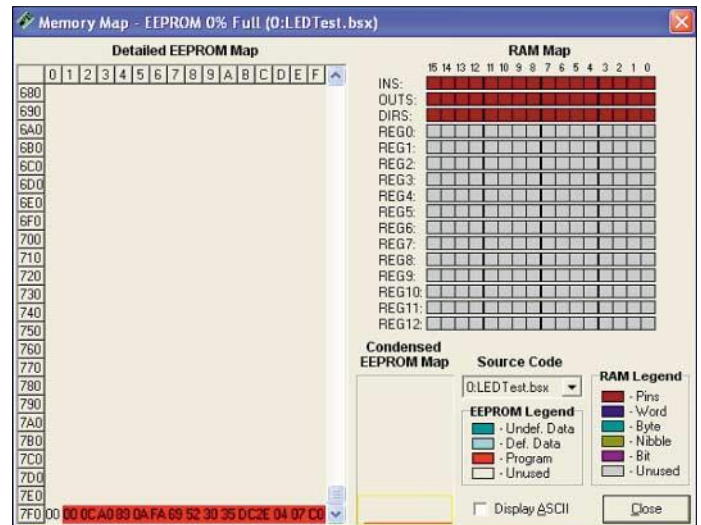 Memory Map - EEPROM 0% Full (0:LEDTest.bsx)
Detailed EEPROM Map
0 1 2 3 4 5 6 7 8 9 A B C D E F
680
690
6A0
6B0
6C0
6D0
6E0
6F0
700
710
720
730
740
750
760
770
780
790
7A0
7B0
7C0
7D0
7E0
7F0 00 00 0C A0 89 0A FA 69 52 30 35 DC 2E 04 07 C0
RAM Map
15 14 13 12 11 10 9 8 7 6 5 4 3 2 1 0
INS:
OUTS:
DIRS:
REG0:
REG1:
REG2:
REG3:
REG4:
REG5:
REG6:
REG7:
REG8:
REG9:
REG10:
REG11:
REG12:
Condensed
EEPROM Map
Source Code
0:LEDTest.bsx
EEPROM Legend
- Undef. Data
- Def. Data
- Program
- Unused
RAM Legend
- Pins
- Word
- Byte
- Nibble
- Bit
- Unused
Display ASCII
Close